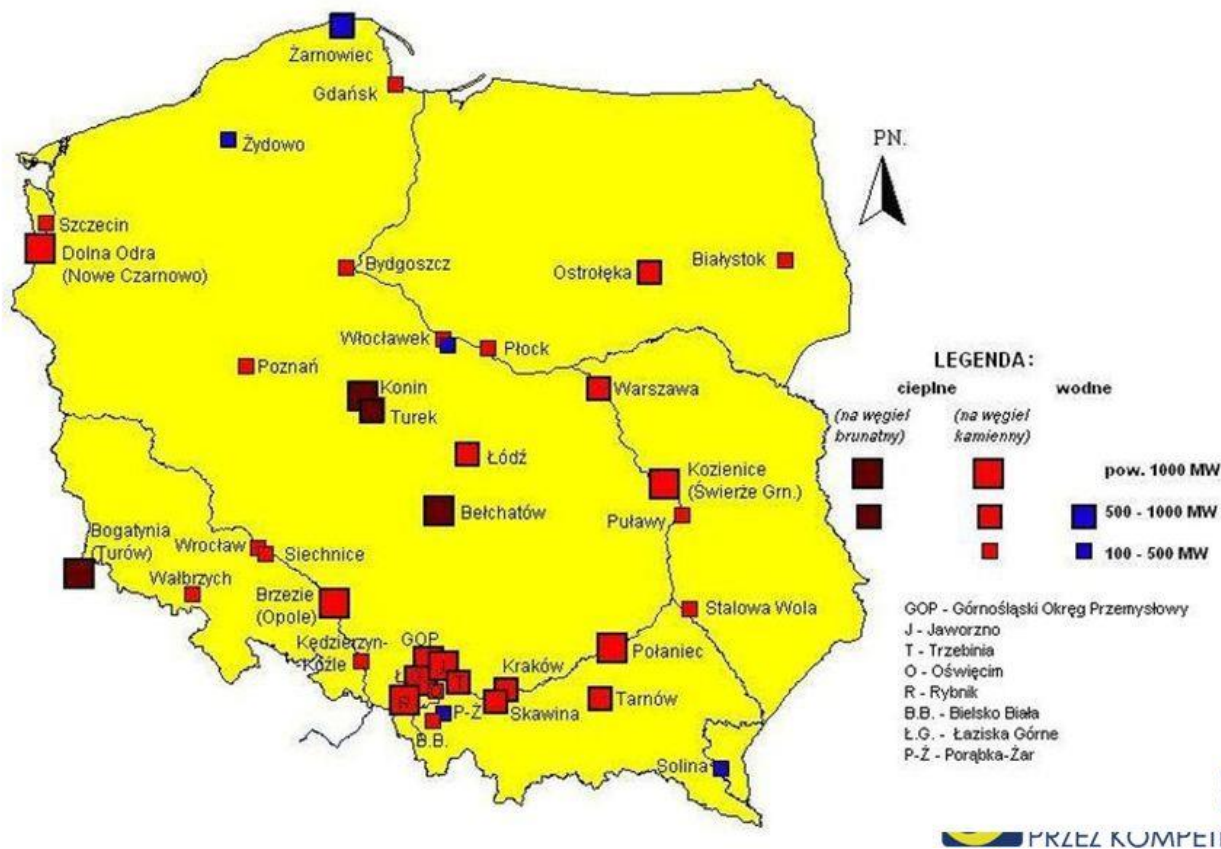 Żarnowiec
Gdańsk
Żydowo
PN.
Szczecin
Dolna Odra
(Nowe Czarnowo)
Bydgoszcz
Ostrołęka
Białystok
Włocławek
Płock
Poznań
Konin
Turek
Warszawa
Łódź
Kozienice
(Świerże Grn.)
Bełchatów
Puławy
Bogatynia
(Turów)
Wrocław
Siechnice
Wałbrzych
Brzezie
(Opole)
Stalowa Wola
Kędzierzyn-
Koźle
GOP
J
T
R
Kraków
Połaniec
Skawina
Tarnów
P-Ż
B.B.
Solina
LEGENDA:
cieplne wodne
(na węgiel (na węgiel
brunatny) kamienny)
pow. 1000 MW
500 - 1000 MW
100 - 500 MW
GOP - Górnośląski Okręg Przemysłowy
J - Jaworzno
T - Trzebinia
O - Oświęcim
R - Rybnik
B.B. - Bielsko Biała
Ł.G. - Łaziska Górne
P-Ż - Porąbka-Żar